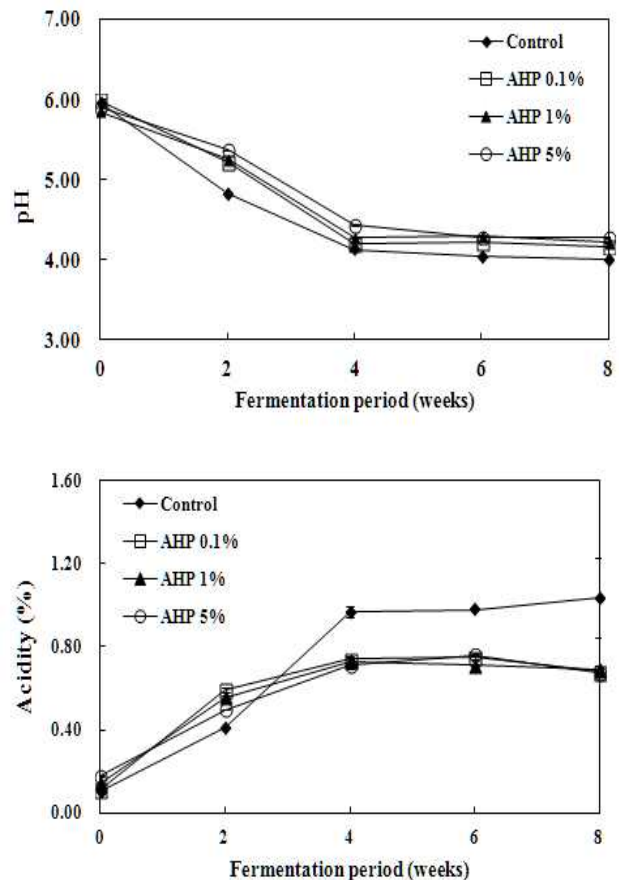 6.00
7.00
Control
AHP 0.1%
AHP 1%
AHP 5%
5.00
4.00
3.00
pH
0 2 4 6 8
Fermentation period (weeks)
1.60
Control
AHP 0.1%
AHP 1%
AHP 5%
1.20
0.80
0.40
0.00
Acidity (%)
0 2 4 6 8
Fermentation period (weeks)